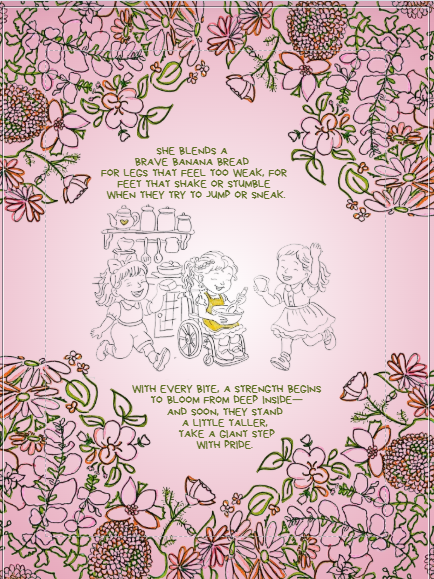 SHE BLENDS A
BRAVE BANANA BREAD
FOR LEGS THAT FEEL TOO WEAK, FOR
FEET THAT SHAKE OR STUMBLE
WHEN THEY TRY TO JUMP OR SNEAK.
WITH EVERY BITE, A STRENGTH BEGINS
TO BLOOM FROM DEEP INSIDE—
AND SOON, THEY STAND
A LITTLE TALLER,
TAKE A GIANT STEP
WITH PRIDE.